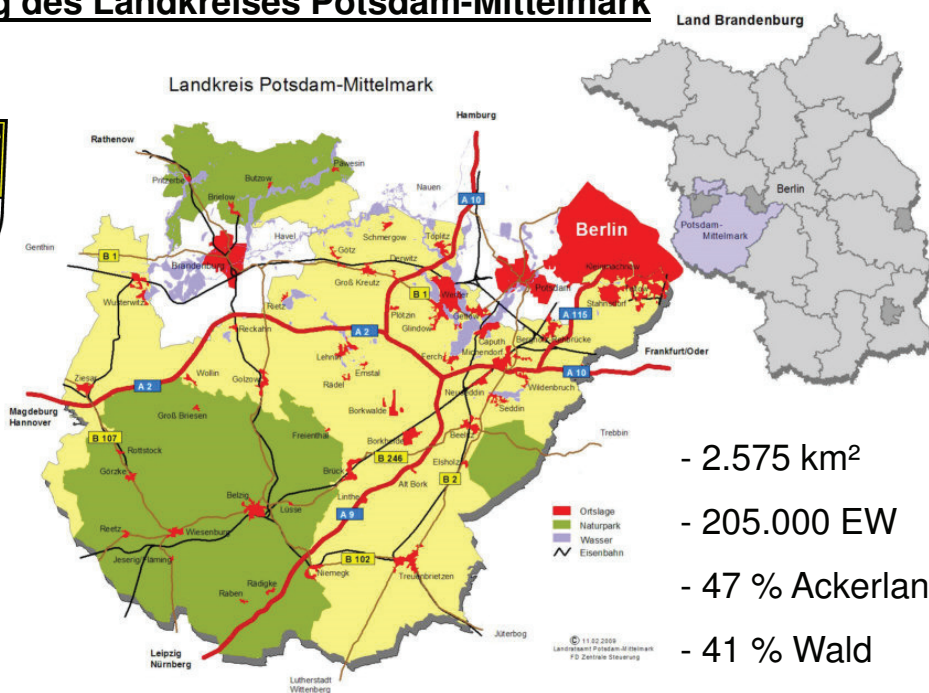 g des Landkreises Potsdam-Mittelmark
Land Brandenburg
Landkreis Potsdam-Mittelmark
Hamburg
Rathenow
Pawesin
Pritzerbe
Butzow
Brielow
Nauen
A 10
Berlin
Berlin
Potsdam-
Mittelmark
Genthin
B 1
Havel
Schmergow
Töplitz
Götz
Derwitz
Brandenburg
Groß Kreutz
B 1
Werder
Potsdam
Kleinmachnow
Teltow
Stahnsdorf
Wusterwitz
Rietz
Plötzin
Geltow
Glindow
A 115
Reckahn
A 2
Caputh
Michendorf
Lehnin
Ferch
Frankfurt/Oder
Ziesar
A 2
Wollin
Golzow
Emstal
Rädel
A 10
Neuseddin
Wildenbruch
Seddin
Magdeburg
Hannover
Groß Briesen
Borkwalde
B 107
Freienthal
Borkheide
Beelitz
Trebbin
Rottstock
B 246
Elsholz
Görzke
Brück
B 2
Alt Bork
Belzig
Linthe
Lüsse
A 9
Reetz
Wiesenburg
Jeserig/Fläming
B 102
Niemegk
Treuenbrietzen
Rädigke
Raben
Jüterbog
Leipzig
Nürnberg
Lutherstadt
Wittenberg
Ortslage
Naturpark
Wasser
Eisenbahn
© 11.02.2009
Landratsamt Potsdam-Mittelmark
FD Zentrale Steuerung
- 2.575 km²
- 205.000 EW
- 47 % Ackerlan
- 41 % Wald